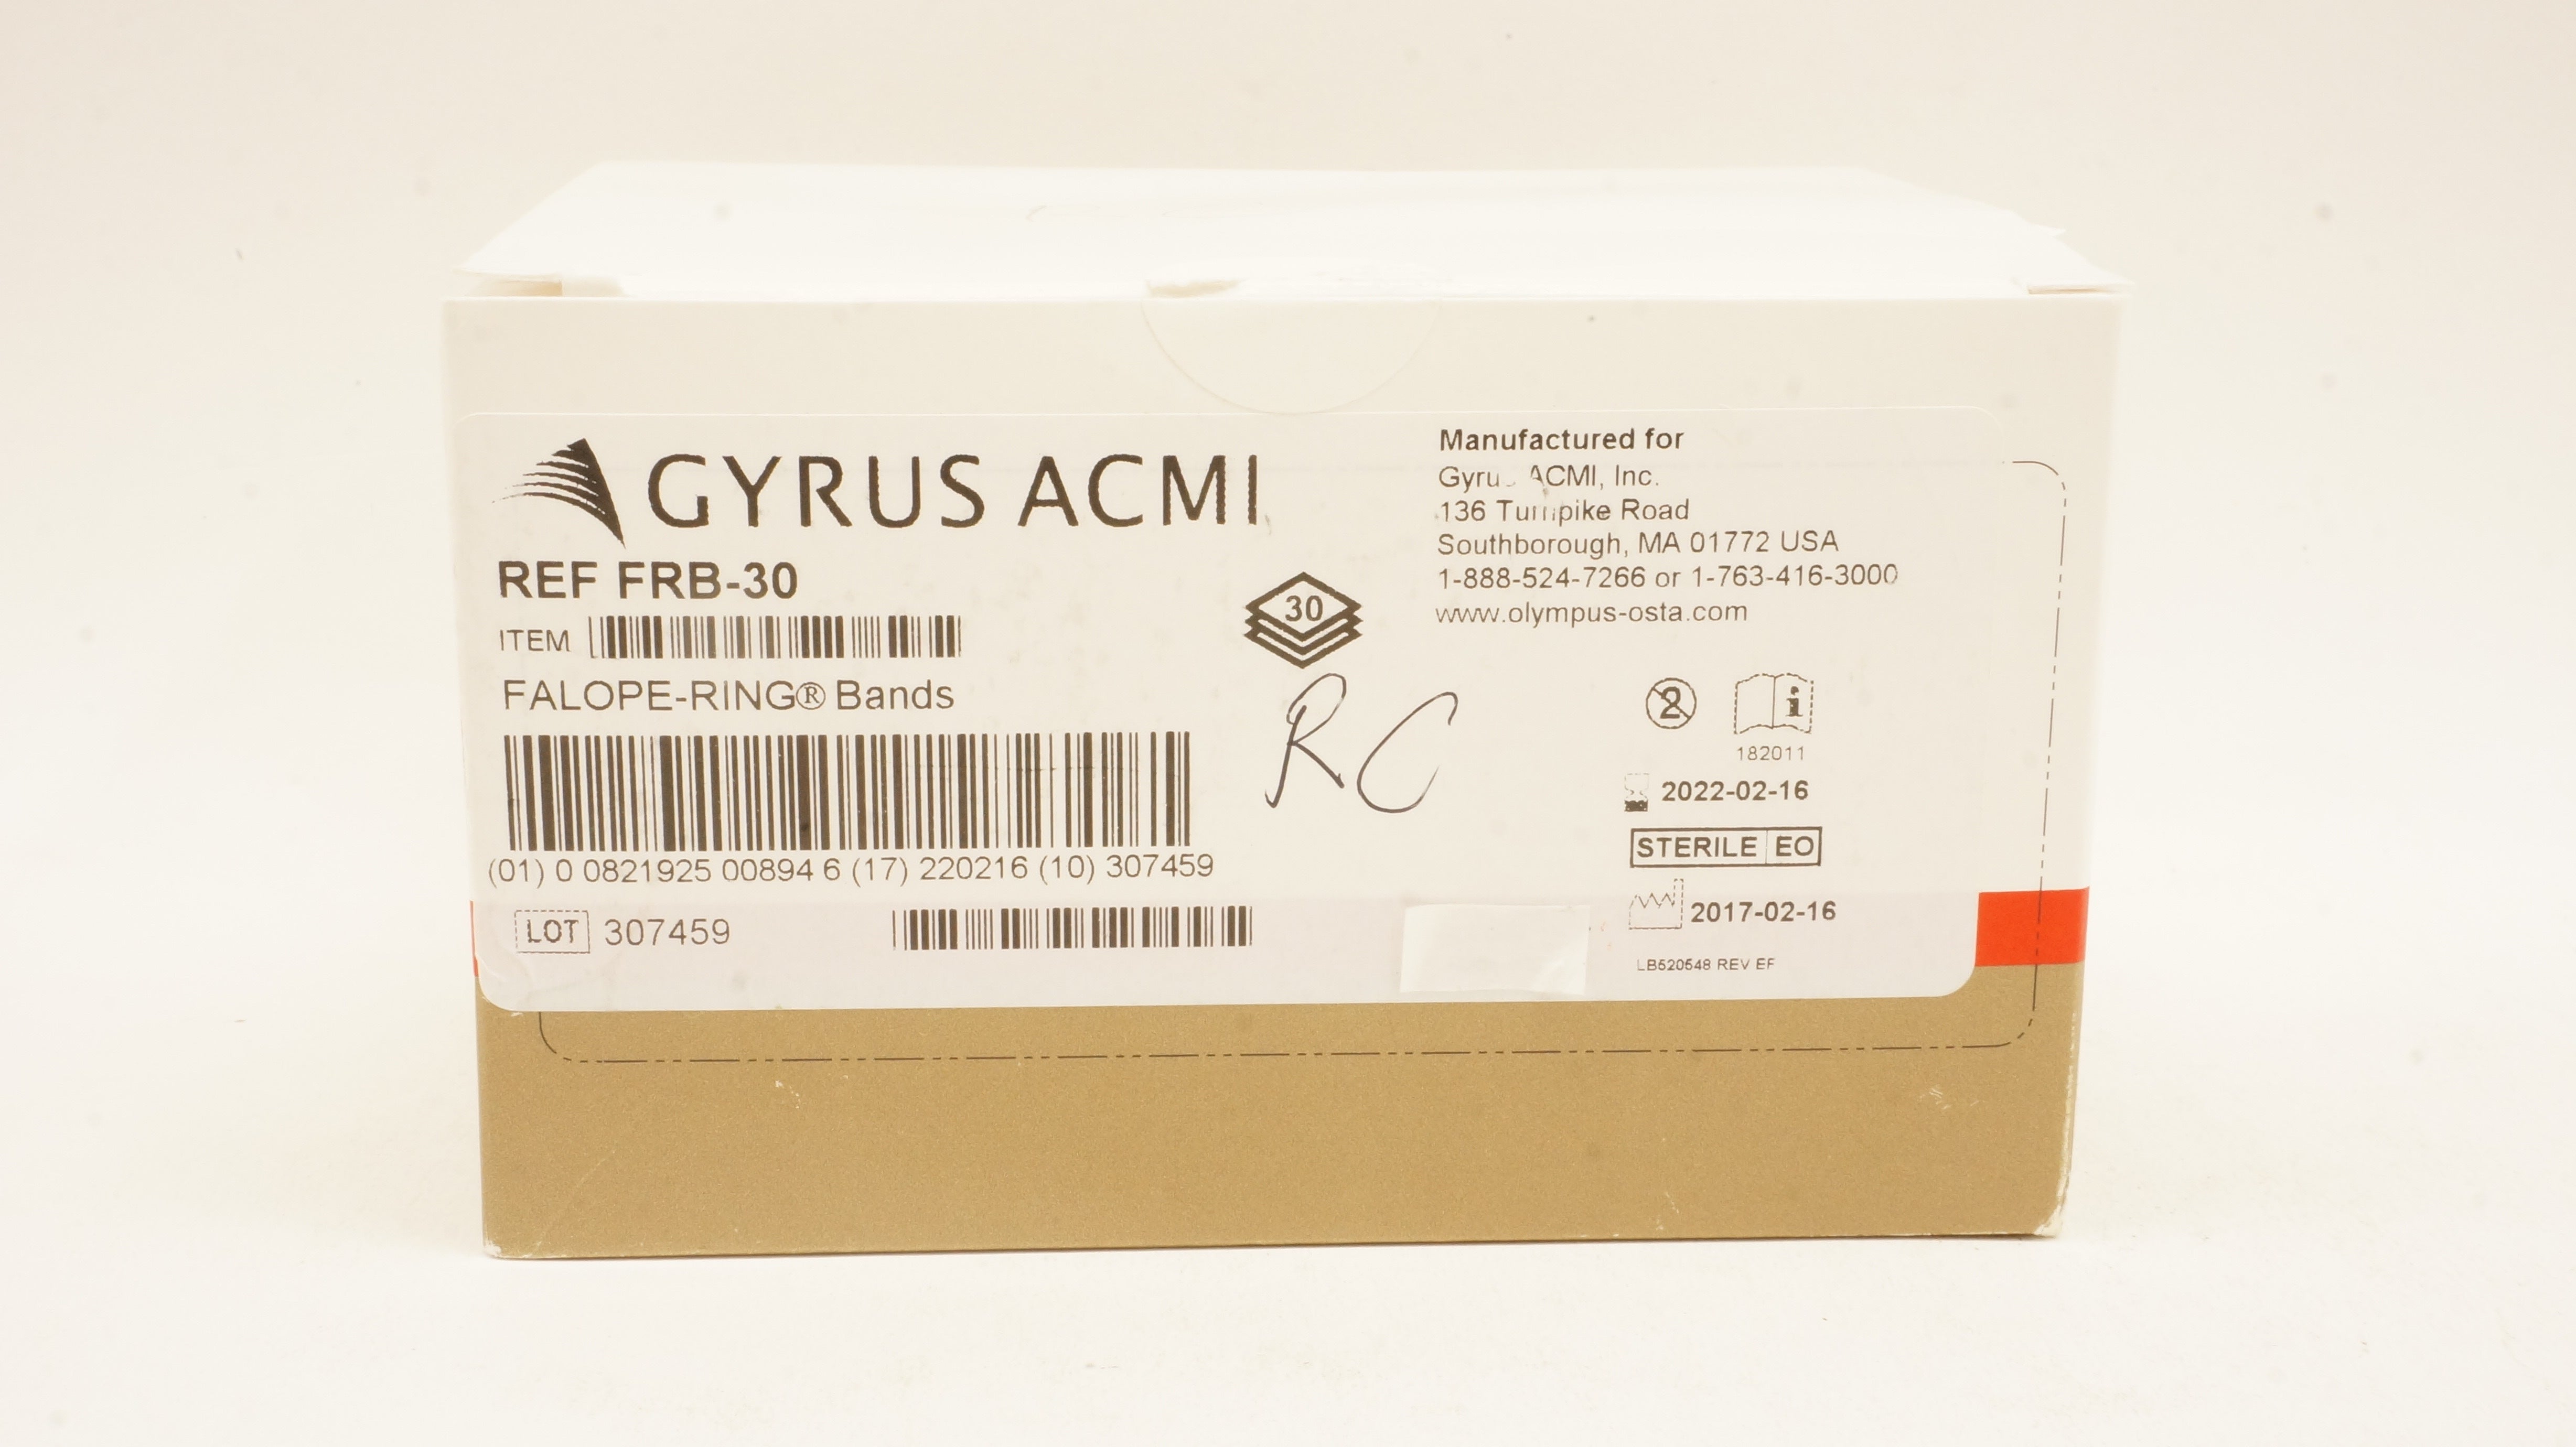 GYRUS ACMI
REF FRB-30
ITEM
FALOPE-RING® Bands
(01) 0 0821925 00894 6 (17) 220216 (10) 307459
LOT 307459
30
RC
Manufactured for
Gyrus ACMI, Inc.
136 Turnpike Road
Southborough, MA 01772 USA
1-888-524-7266 or 1-763-416-3000
www.olympus-osta.com
2 i
182011
2022-02-16
STERILE EO
2017-02-16
LB520548 REV EF